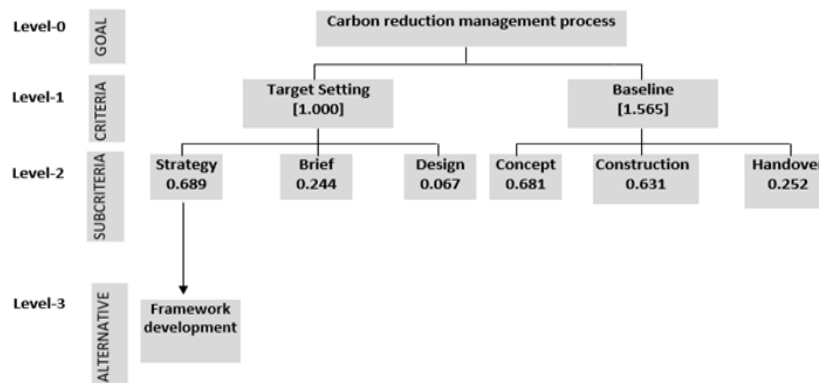 Level-0
GOAL
Carbon reduction management process
Level-1
CRITERIA
Target Setting
[1.000]
Baseline
[1.565]
Level-2
SUBCRITERIA
Strategy
0.689
Brief
0.244
Design
0.067
Concept
0.681
Construction
0.631
Handover
0.252
Level-3
ALTERNATIVE
Framework
development